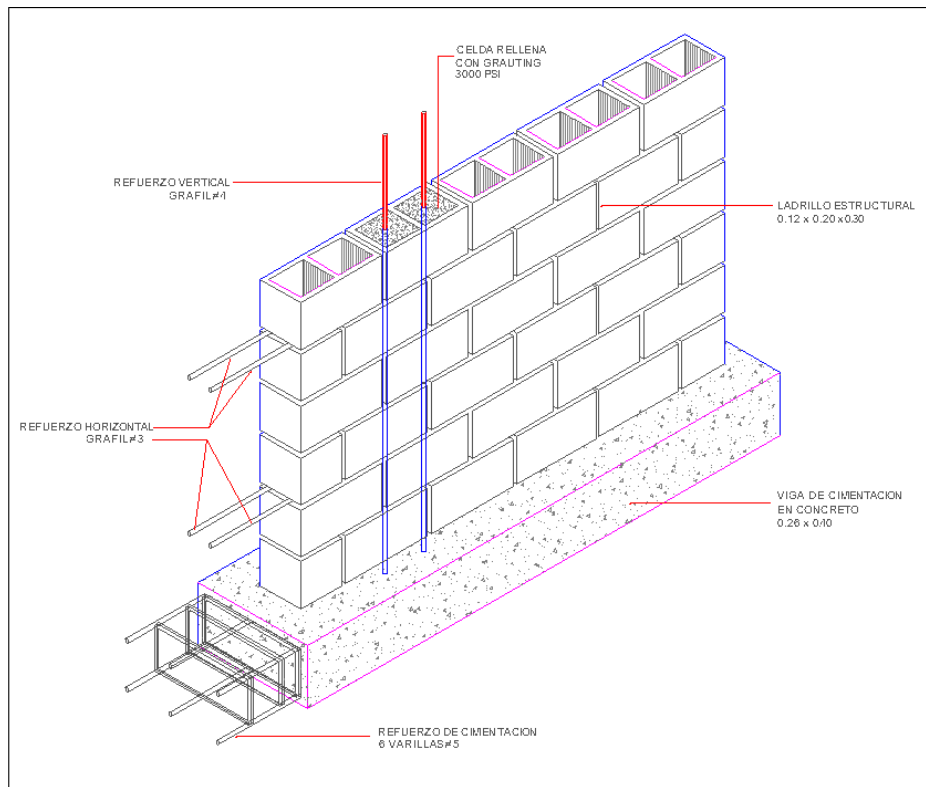 CELDA RELLENA
CON GRAUTING
3000 PSI
REFUERZO VERTICAL
GRAFIL#4
LADRILLO ESTRUCTURAL
0.12 x 0.20 x0.30
REFUERZO HORIZONTAL
GRAFIL#3
VIGA DE CIMENTACION
EN CONCRETO
0.26 x 0.40
REFUERZO DE CIMENTACION
6 VARILLAS#5